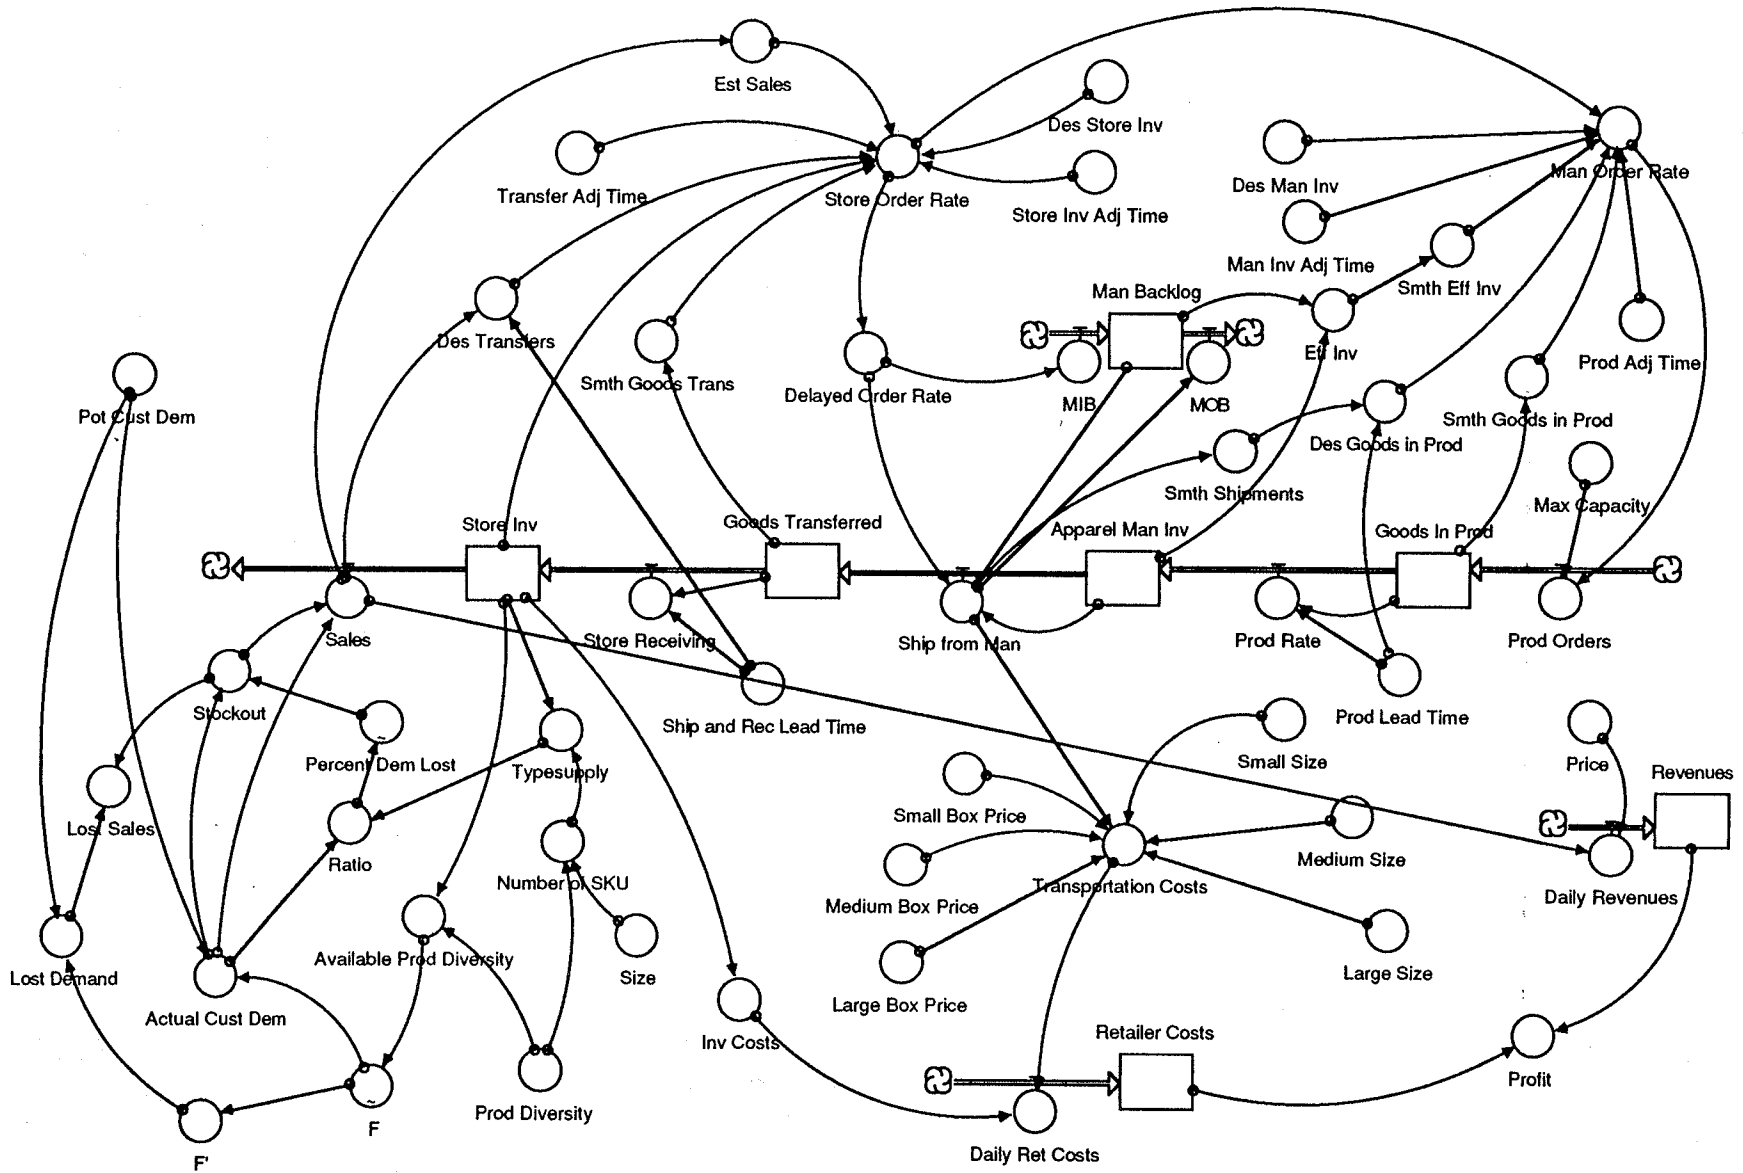 Est Sales
Des Store Inv
Transfer Adj Time
Store Order Rate
Store Inv Adj Time
Des Man Inv
Man Order Rate
Man Inv Adj Time
Smth Eff Inv
Man Backlog
Des Transfers
Eff Inv
Prod Adj Time
Smth Goods Trans
Delayed Order Rate
MIB
MOB
Pot Cust Dem
Smth Goods in Prod
Des Goods in Prod
Smth Shipments
Max Capacity
Store Inv
Goods Transferred
Apparel Man Inv
Goods In Prod
Sales
Store Receiving
Ship from Man
Prod Rate
Prod Orders
Stockout
Ship and Rec Lead Time
Prod Lead Time
Percent Dem Lost
Typesupply
Small Size
Price
Revenues
Lost Sales
Ratio
Small Box Price
Medium Size
Number of SKU
Transportation Costs
Medium Box Price
Daily Revenues
Lost Demand
Available Prod Diversity
Size
Large Size
Large Box Price
Actual Cust Dem
Inv Costs
Retailer Costs
Profit
Prod Diversity
~
~
F
F'
Daily Ret Costs